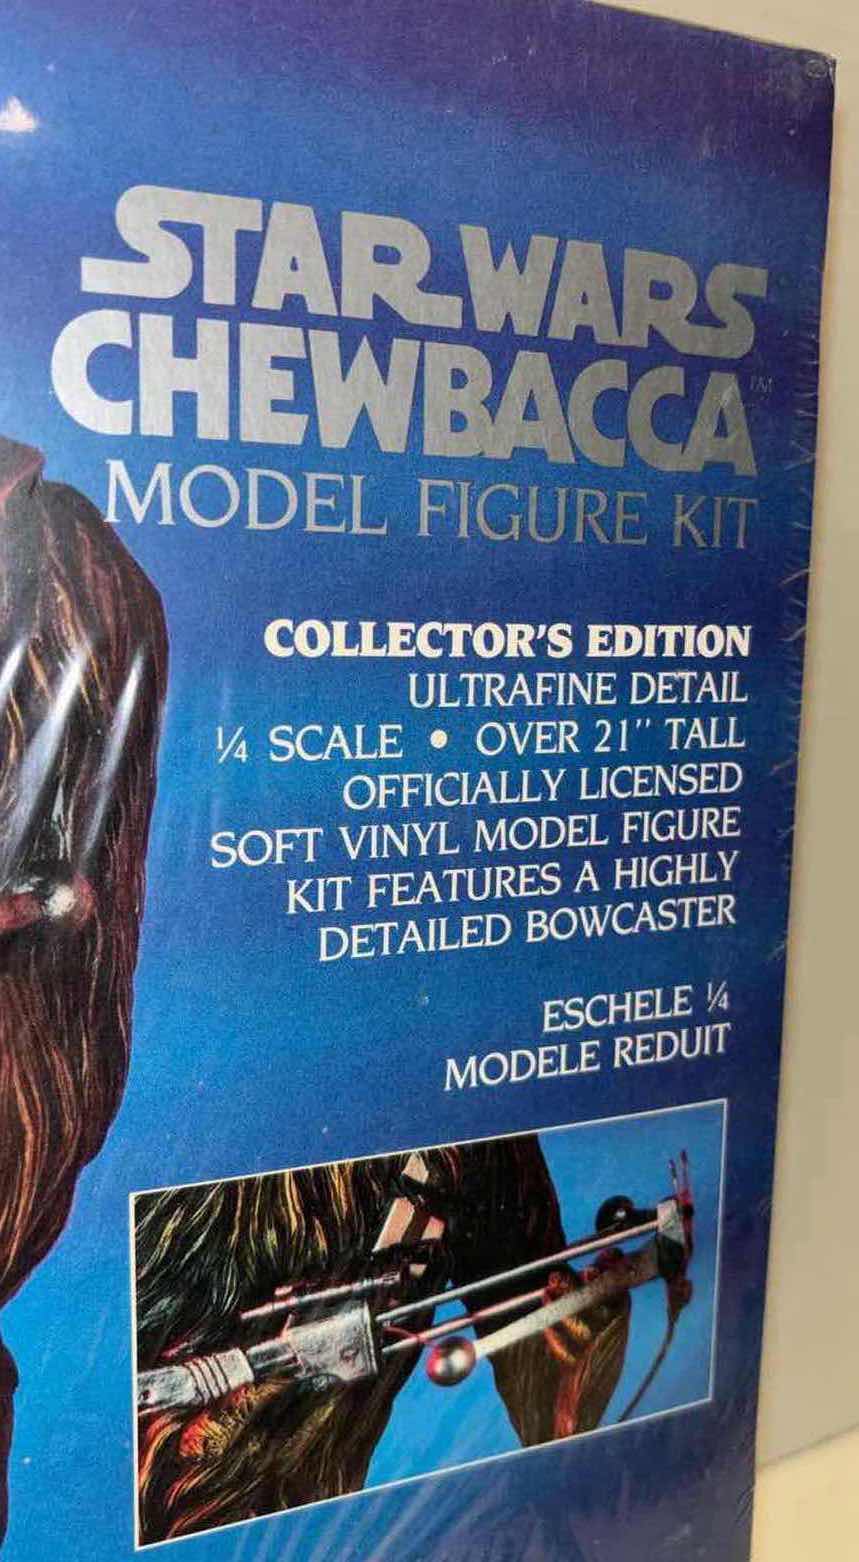 STAR WARS
CHEWBACCA™
MODEL FIGURE KIT
COLLECTOR'S EDITION
ULTRAFINE DETAIL
¼ SCALE • OVER 21" TALL
OFFICIALLY LICENSED
SOFT VINYL MODEL FIGURE
KIT FEATURES A HIGHLY
DETAILED BOWCASTER
ESCHELE ¼
MODELE REDUIT